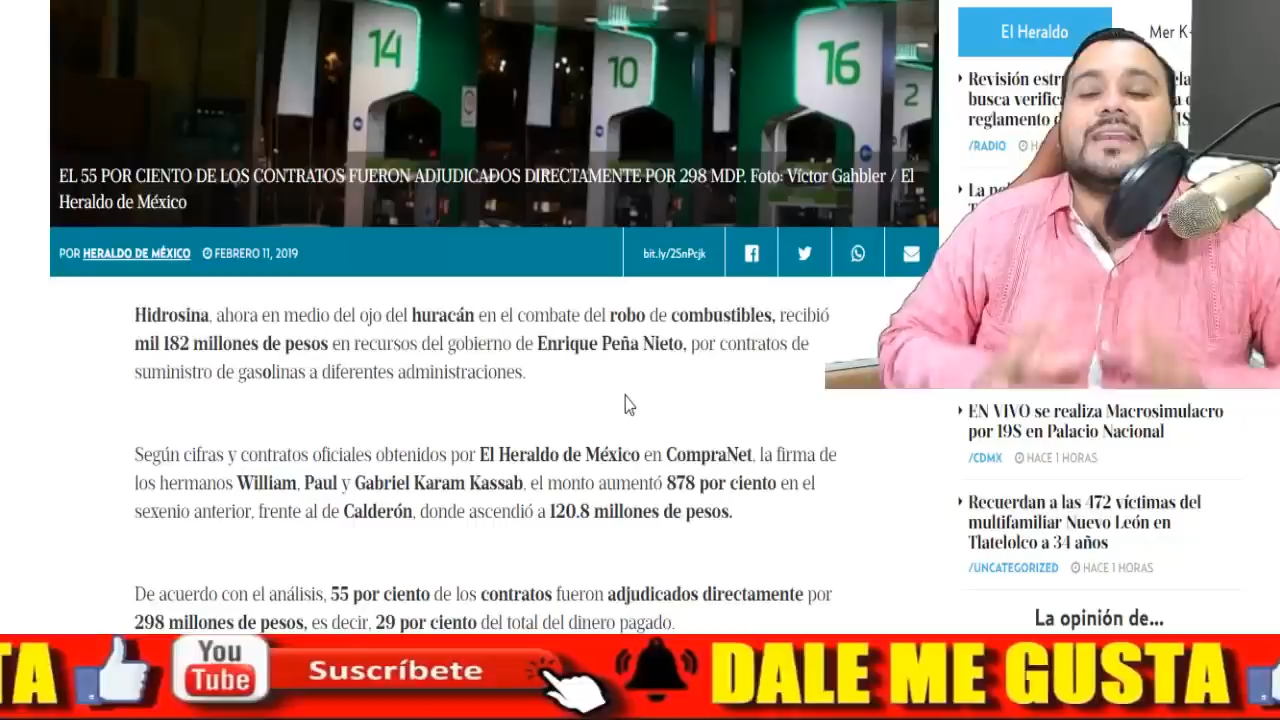 14
10
16
2
EL 55 POR CIENTO DE LOS CONTRATOS FUERON ADJUDICADOS DIRECTAMENTE POR 298 MDP. Foto: Víctor Gahbler / El
Heraldo de México
POR HERALDO DE MÉXICO FEBRERO 11, 2019
bit.ly/2SnPcjk
Hidrosina, ahora en medio del ojo del huracán en el combate del robo de combustibles, recibió
mil 182 millones de pesos en recursos del gobierno de Enrique Peña Nieto, por contratos de
suministro de gasolinas a diferentes administraciones.
Según cifras y contratos oficiales obtenidos por El Heraldo de México en CompraNet, la firma de
los hermanos William, Paul y Gabriel Karam Kassab, el monto aumentó 878 por ciento en el
sexenio anterior, frente al de Calderón, donde ascendió a 120.8 millones de pesos.
De acuerdo con el análisis, 55 por ciento de los contratos fueron adjudicados directamente por
298 millones de pesos, es decir, 29 por ciento del total del dinero pagado.
El Heraldo
Mer K
Revisión
busca
reglamento
/RADIO
La
EN VIVO se realiza Macrosimulacro
por 19S en Palacio Nacional
/CDMX HACE 1 HORAS
Recuerdan a las 472 víctimas del
multifamiliar Nuevo León en
Tlatelolco a 34 años
/UNCATEGORIZED HACE 1 HORAS
La opinión de...
TA
You
Tube
Suscríbete
DALE ME GUSTA